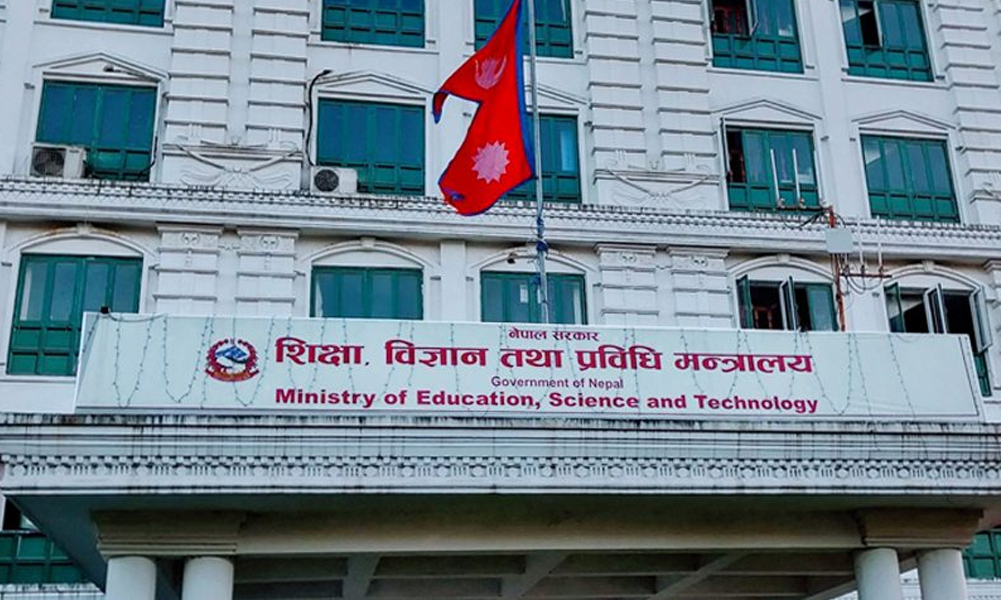 नेपाल सरकार
शिक्षा, विज्ञान तथा प्रविधि मन्त्रालय
Government of Nepal
Ministry of Education, Science and Technology